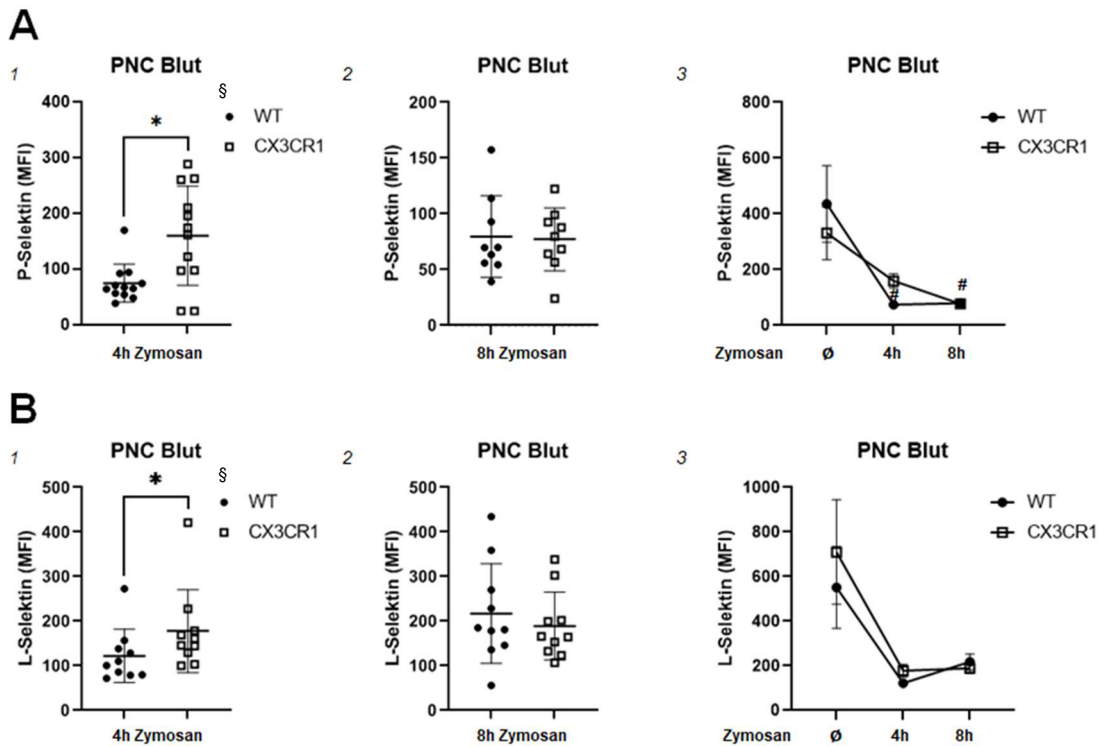 A
1
PNC Blut
P-Selektin (MFI)
400
300
200
100
0
*
§
WT
CX3CR1
4h Zymosan
2
PNC Blut
P-Selektin (MFI)
200
150
100
50
0
8h Zymosan
3
PNC Blut
P-Selektin (MFI)
800
600
400
200
0
WT
CX3CR1
#
#
Zymosan Ø 4h 8h
B
1
PNC Blut
L-Selektin (MFI)
500
400
300
200
100
0
*
§
WT
CX3CR1
4h Zymosan
2
PNC Blut
L-Selektin (MFI)
500
400
300
200
100
0
8h Zymosan
3
PNC Blut
L-Selektin (MFI)
1000
800
600
400
200
0
WT
CX3CR1
Zymosan Ø 4h 8h